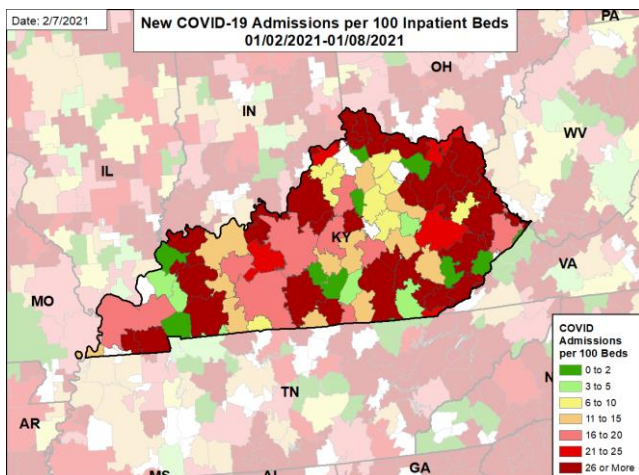 Date: 2/7/2021
New COVID-19 Admissions per 100 Inpatient Beds
01/02/2021-01/08/2021
PA
OH
IN
WV
IL
KY
VA
MO
TN
AR
MS
AL
GA
COVID
Admissions
per 100 Beds
0 to 2
3 to 5
6 to 10
11 to 15
16 to 20
21 to 25
26 or More